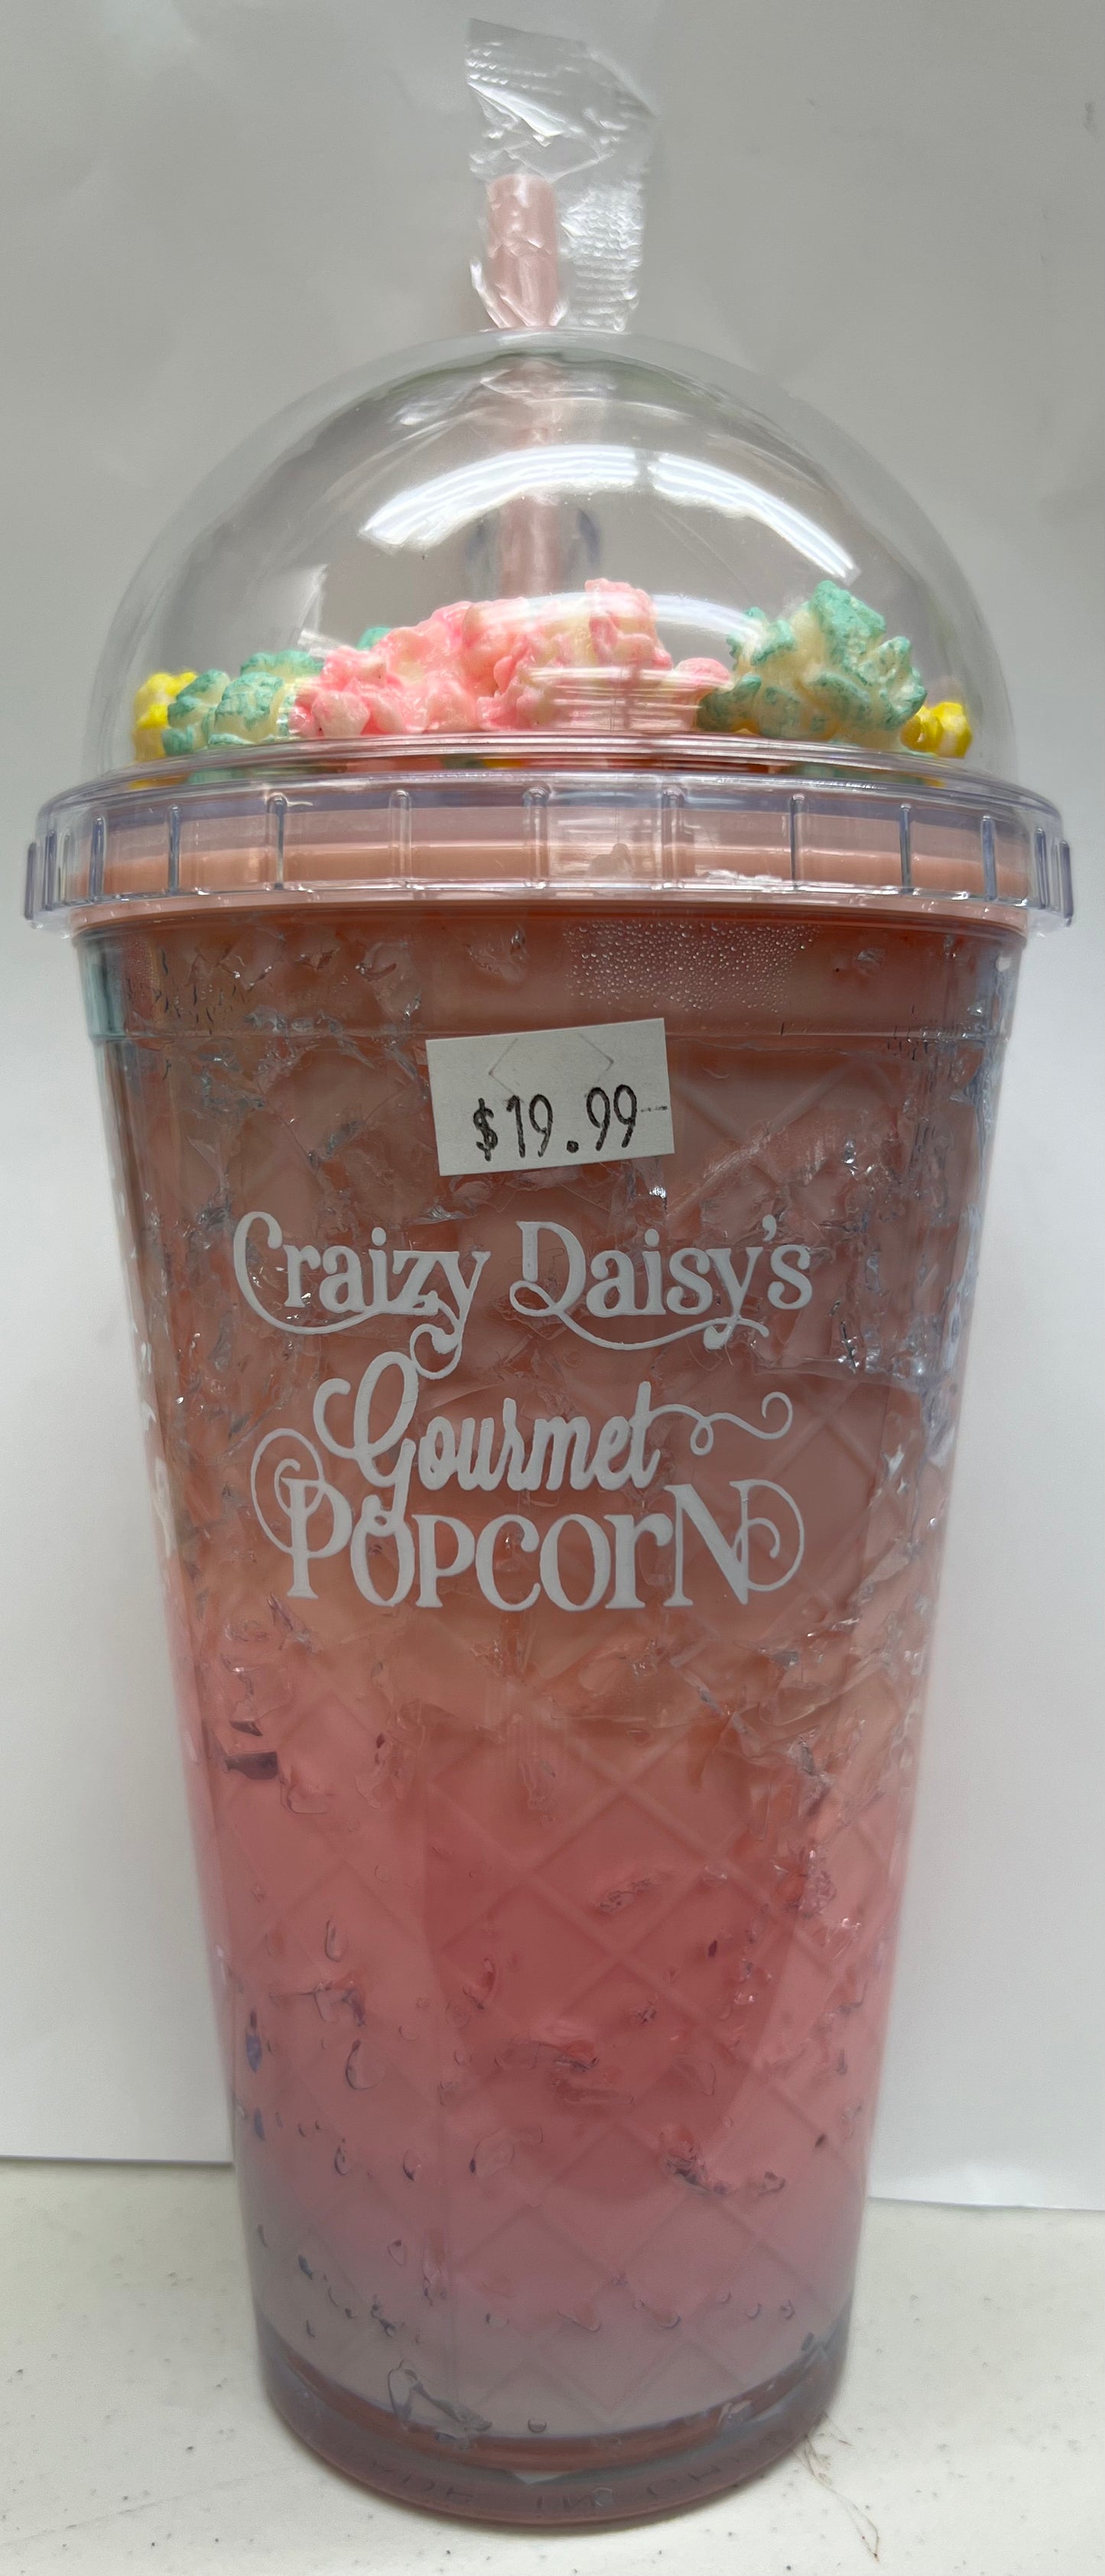 $19.99
Craizy Daisy's
Gourmet
POPCorN